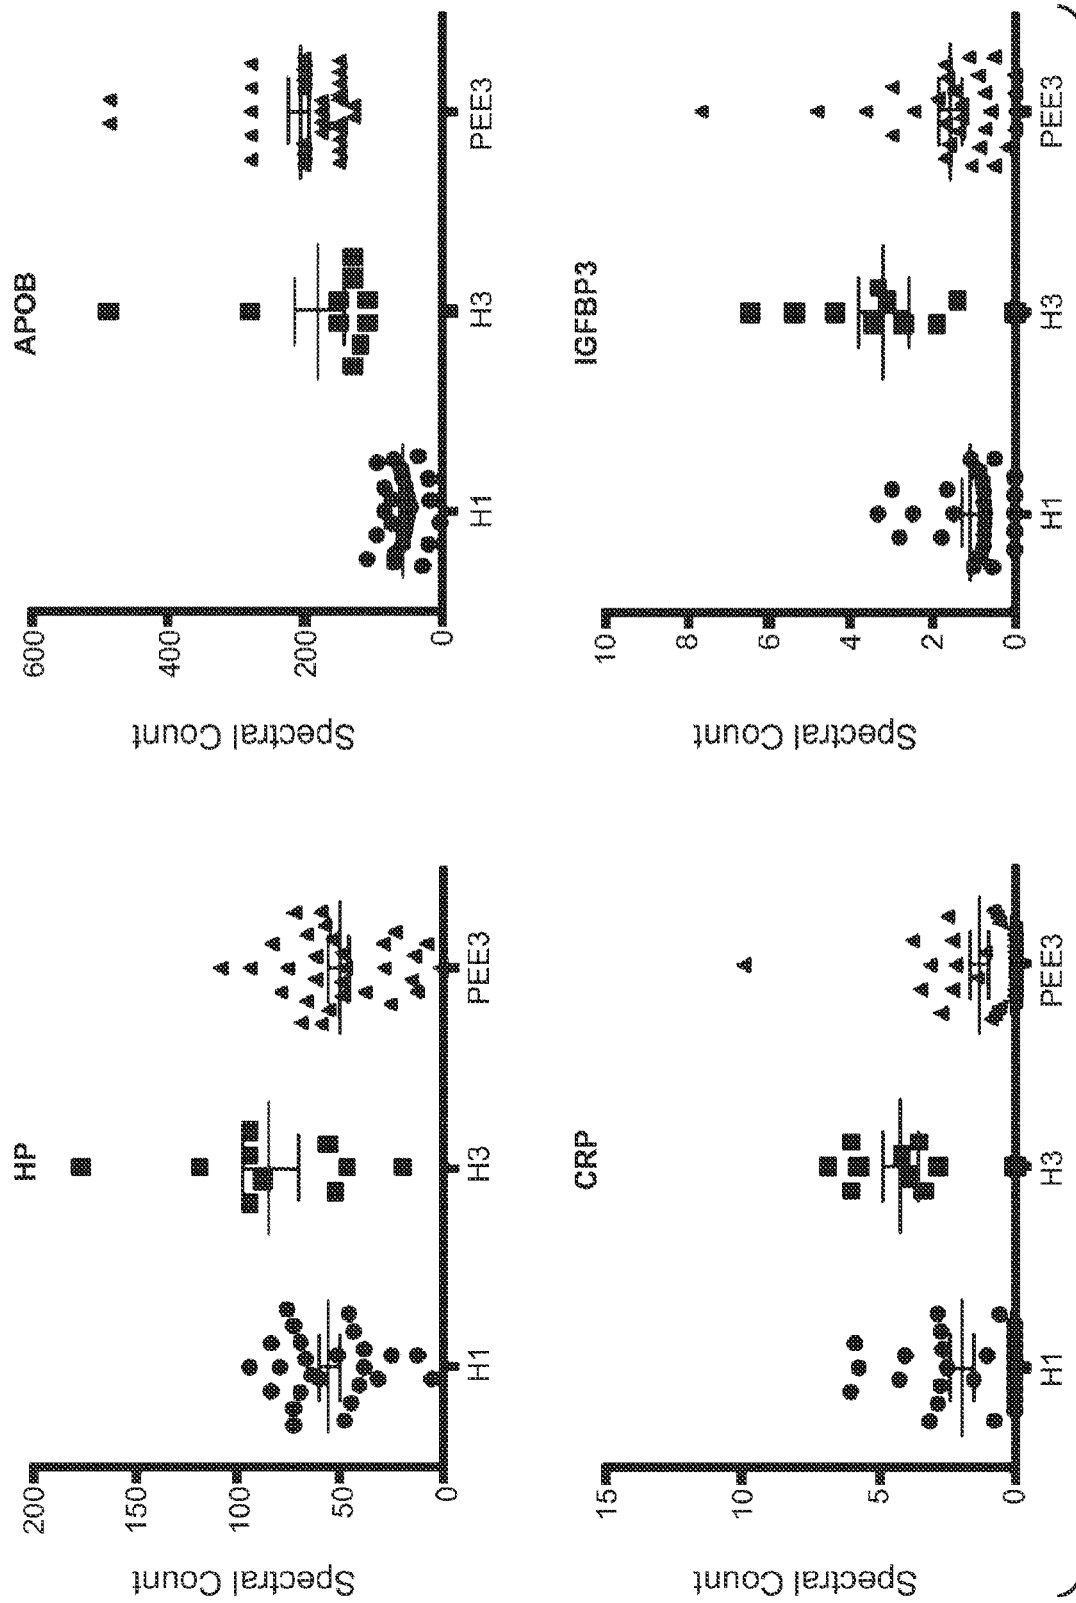 HP
Spectral Count
200
150
100
50
0
H1
H3
PEE3
APOB
Spectral Count
600
400
200
0
H1
H3
PEE3
CRP
Spectral Count
15
10
5
0
H1
H3
PEE3
IGFBP3
Spectral Count
10
8
6
4
2
0
H1
H3
PEE3